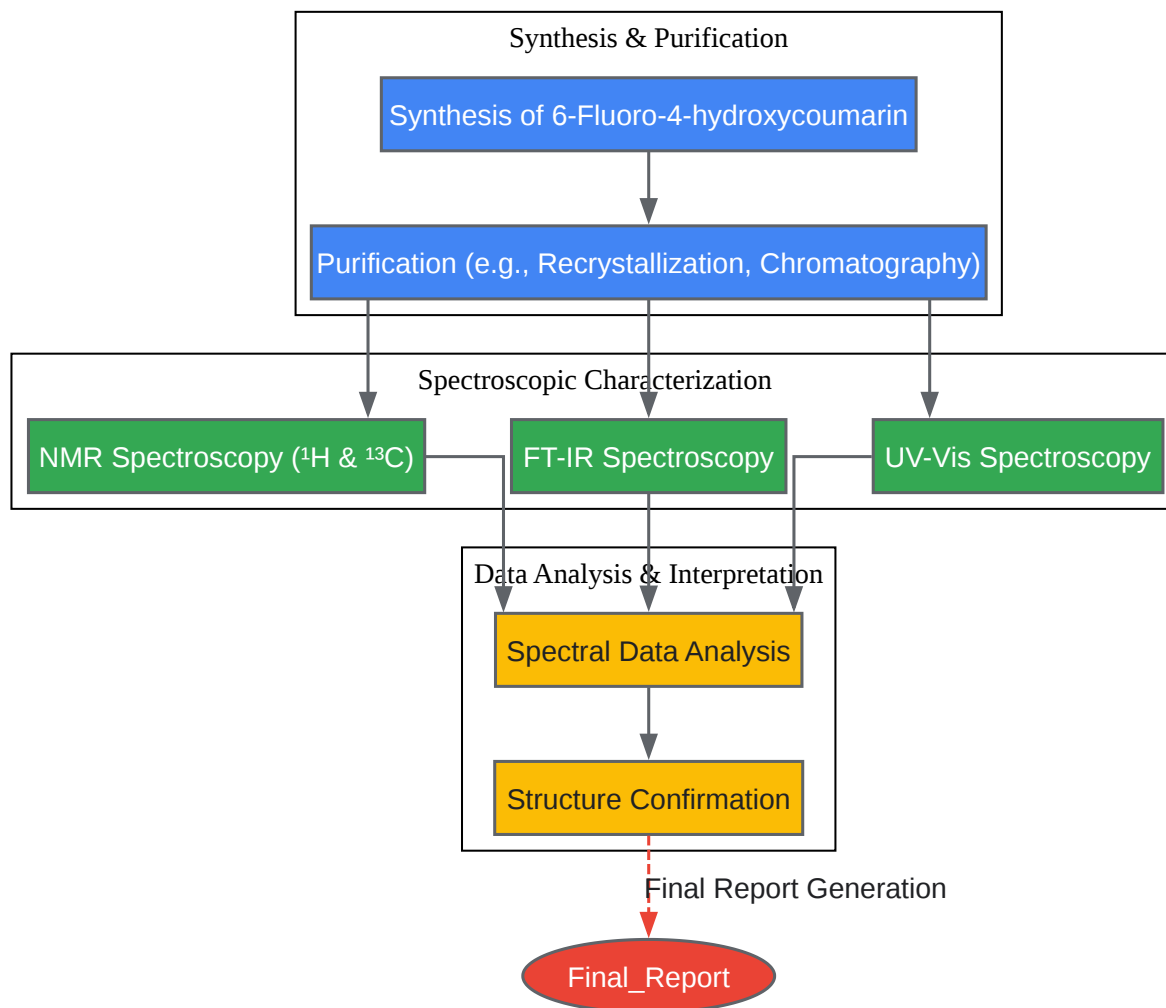 Synthesis & Purification
Synthesis of 6-Fluoro-4-hydroxycoumarin
Purification (e.g., Recrystallization, Chromatography)
Spectroscopic Characterization
NMR Spectroscopy (¹H & ¹³C)
FT-IR Spectroscopy
UV-Vis Spectroscopy
Data Analysis & Interpretation
Spectral Data Analysis
Structure Confirmation
Final Report Generation
Final_Report